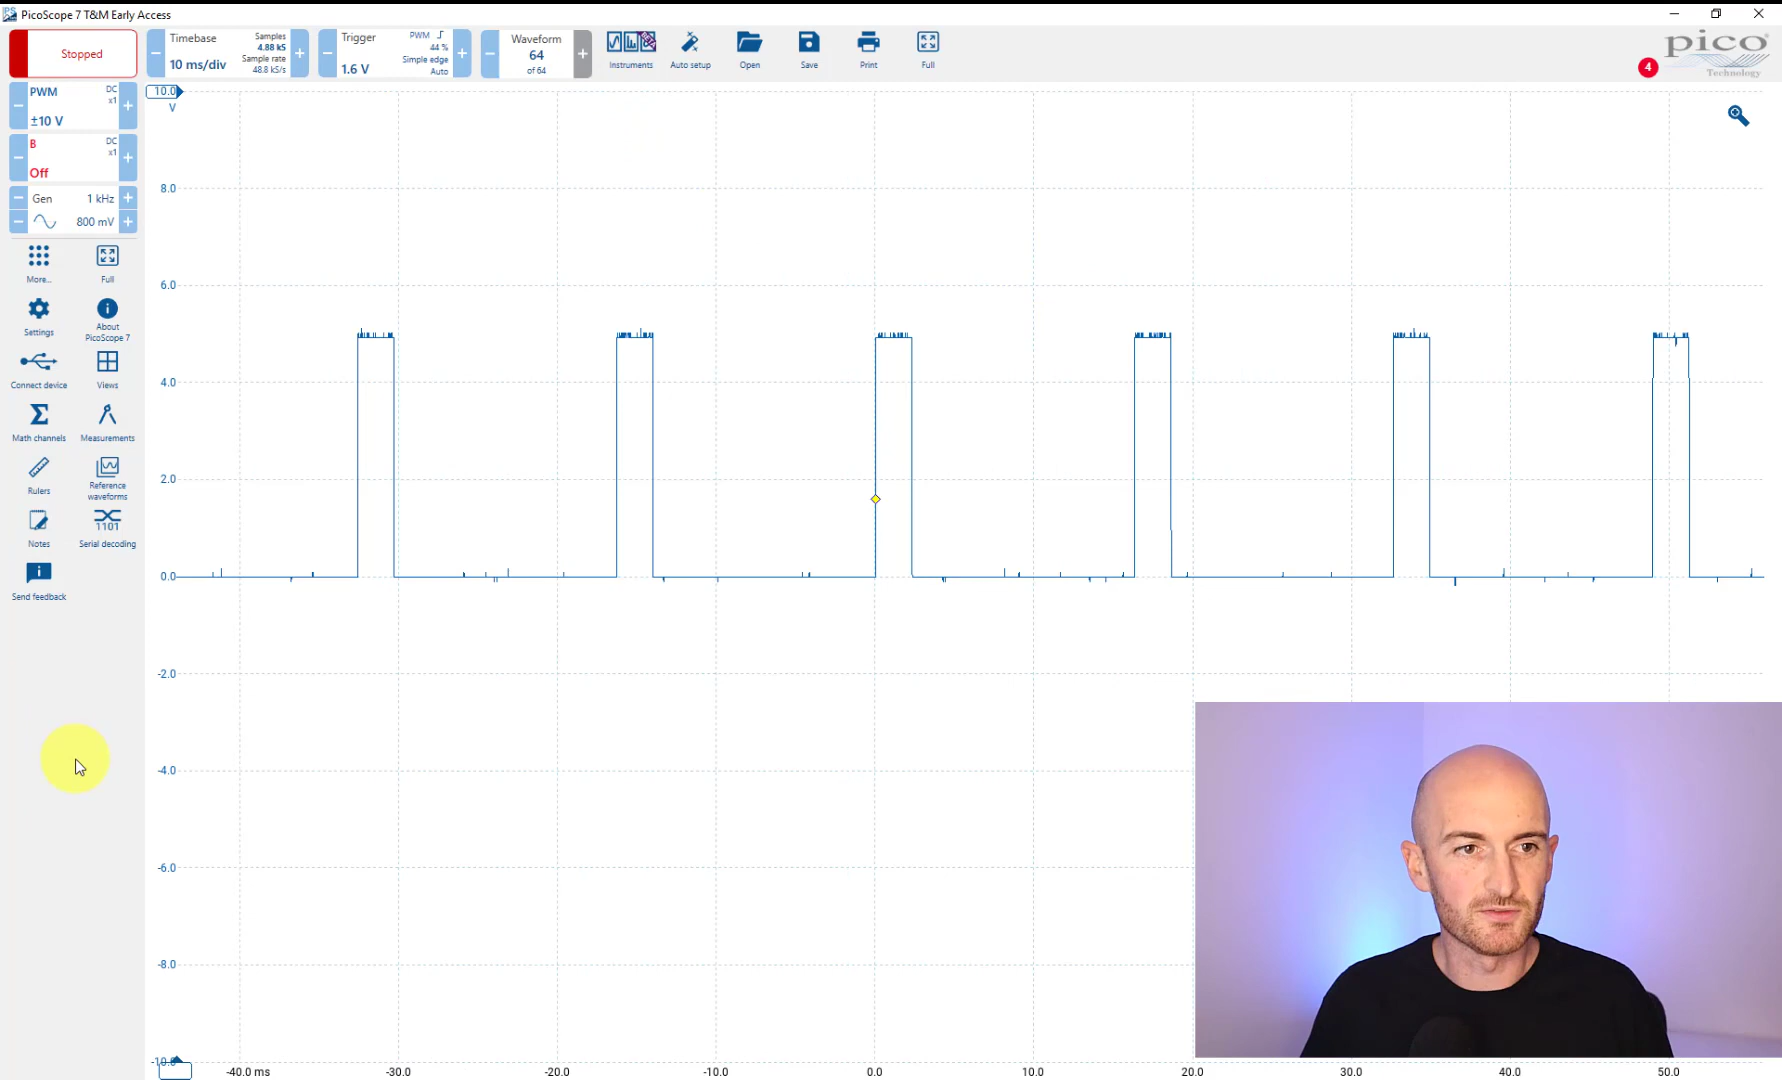 PicoScope 7 T&M Early Access
Stopped
Timebase
10 ms/div
Samples
4.88 kS
Sample rate
48.8 kS/s
Trigger
1.6 V
PWM
44 %
Simple edge
Auto
Waveform
64
of 64
Instruments
Auto setup
Open
Save
Print
Full
4
pico
Technology
PWM
DC
x1
±10 V
B
DC
x1
Off
Gen
1 kHz
800 mV
More...
Full
Settings
About
PicoScope 7
Connect device
Views
Math channels
Measurements
Rulers
Reference
waveforms
Notes
1101
Serial decoding
Send feedback
10.0
V
8.0
6.0
4.0
2.0
0.0
-2.0
-4.0
-6.0
-8.0
-10.0
-40.0 ms
-30.0
-20.0
-10.0
0.0
10.0
20.0
30.0
40.0
50.0